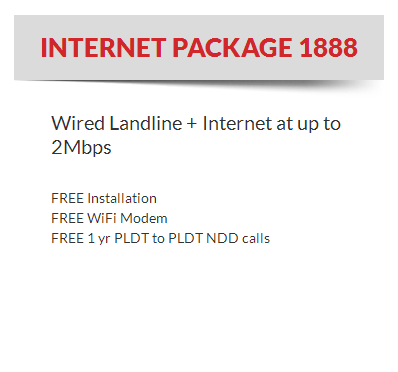 INTERNET PACKAGE 1888
Wired Landline + Internet at up to
2Mbps
FREE Installation
FREE WiFi Modem
FREE 1 yr PLDT to PLDT NDD calls